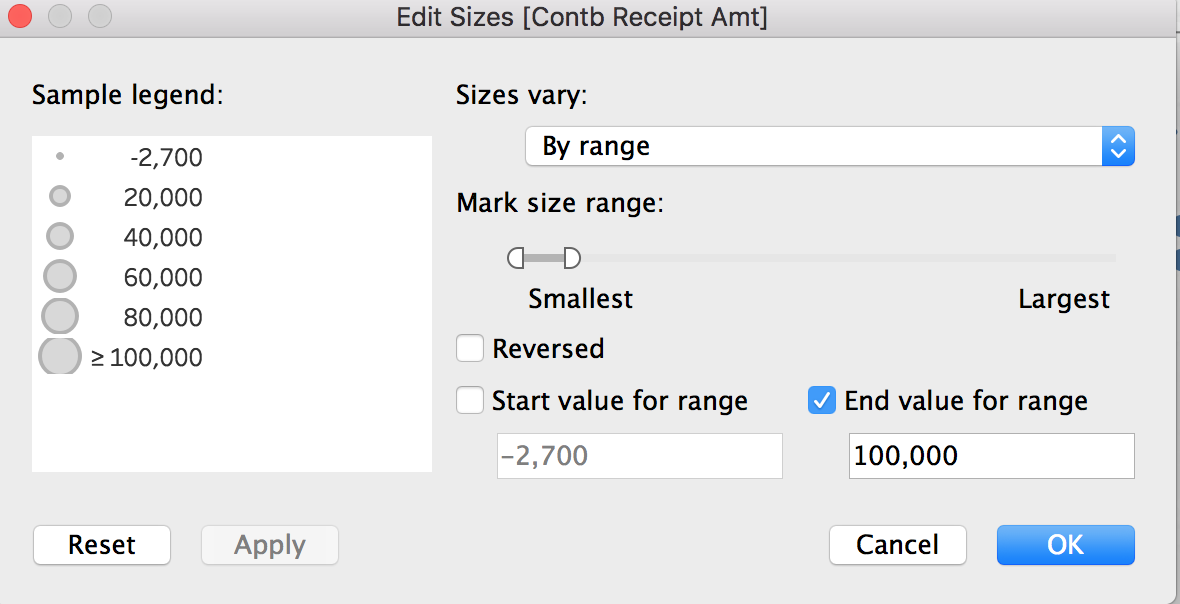 Edit Sizes [Contb Receipt Amt]
Sample legend:
-2,700
20,000
40,000
60,000
80,000
≥ 100,000
Sizes vary:
By range
Mark size range:
Smallest Largest
Reversed
Start value for range End value for range
−2,700 100,000
Reset Apply Cancel OK